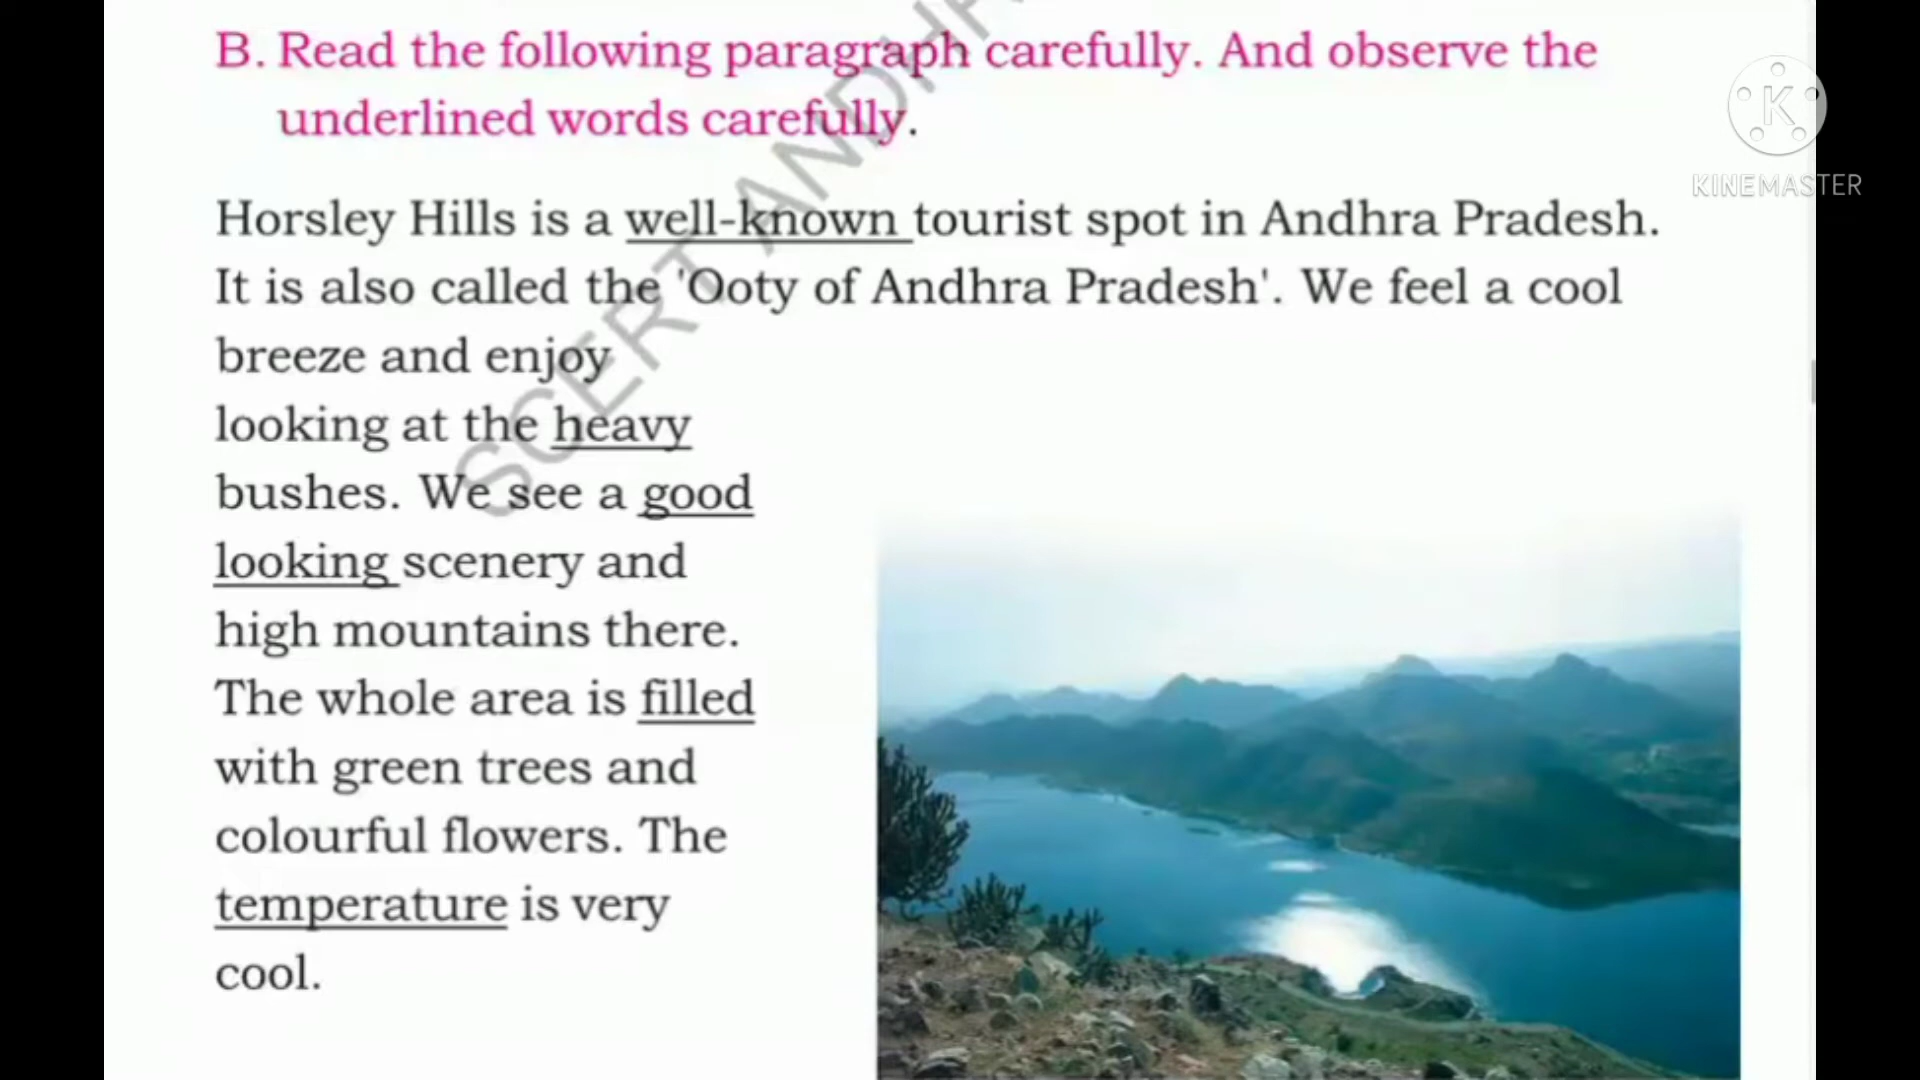 B. Read the following paragraph carefully. And observe the
underlined words carefully.
KINEMASTER
Horsley Hills is a well-known tourist spot in Andhra Pradesh.
It is also called the 'Ooty of Andhra Pradesh'. We feel a cool
breeze and enjoy
looking at the heavy
bushes. We see a good
looking scenery and
high mountains there.
The whole area is filled
with green trees and
colourful flowers. The
temperature is very
cool.
SCERT ANDHR